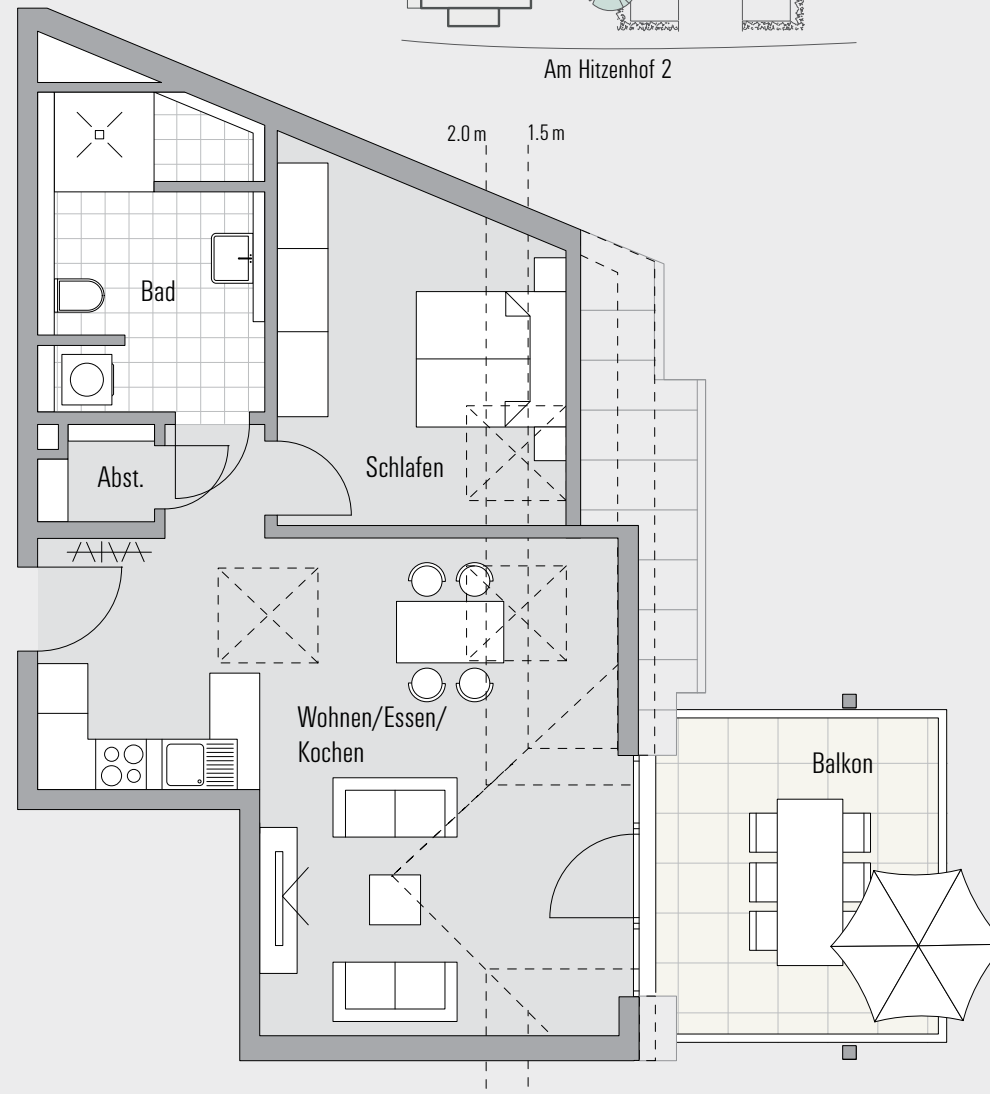 Am Hitzenhof 2
2.0 m
1.5 m
Bad
Schlafen
Abst.
Wohnen/Essen/
Kochen
Balkon